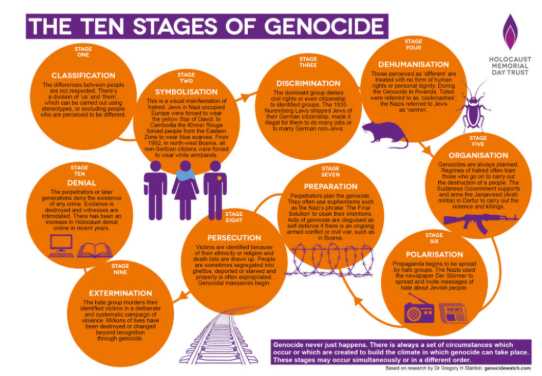 THE TEN STAGES OF GENOCIDE
HOLOCAUST
MEMORIAL
DAY TRUST
STAGE
ONE
CLASSIFICATION
The differences between people
are not respected. There's
a division of 'us' and 'them',
which can be carried out using
stereotypes, or excluding people
who are perceived to be different.
STAGE
TWO
SYMBOLISATION
This is a visual manifestation of
hatred. Jews in Nazi occupied
Europe were forced to wear
the yellow Star of David. In
Cambodia the Khmer Rouge
forced people from the Eastern
Zone to wear blue scarves. From
1992, in north-west Bosnia, all
non-Serbian citizens were forced
to wear white armbands.
STAGE
THREE
DISCRIMINATION
The dominant group denies
civil rights or even citizenship
to identified groups. The 1935
Nuremberg Laws stripped Jews of
their German citizenship, made it
illegal for them to do many jobs or
to marry German non-Jews.
STAGE
FOUR
DEHUMANISATION
Those perceived as 'different' are
treated with no form of human
rights or personal dignity. During
the Genocide in Rwanda, Tutsis
were referred to as 'cockroaches';
the Nazis referred to Jews
as 'vermin'.
STAGE
FIVE
ORGANISATION
Genocides are always planned.
Regimes of hatred often train
those who go on to carry out
the destruction of a people. The
Sudanese Government supports
and arms the Janjaweed (Arab
militia) in Darfur to carry out the
violence and killings.
STAGE
SIX
POLARISATION
Propaganda begins to be spread
by hate groups. The Nazis used
the newspaper Der Stürmer to
spread and incite messages of
hate about Jewish people.
NEWS
STAGE
SEVEN
PREPARATION
Perpetrators plan the genocide.
They often use euphemisms such
as the Nazi's phrase 'The Final
Solution' to cloak their intentions.
Acts of genocide are disguised as
self-defence if there is an ongoing
armed conflict or civil war, such as
in Bosnia.
STAGE
EIGHT
PERSECUTION
Victims are identified because
of their ethnicity or religion and
death lists are drawn up. People
are sometimes segregated into
ghettos, deported or starved and
property is often expropriated.
Genocidal massacres begin.
STAGE
NINE
EXTERMINATION
The hate group murders their
identified victims in a deliberate
and systematic campaign of
violence. Millions of lives have
been destroyed or changed
beyond recognition
through genocide.
STAGE
TEN
DENIAL
The perpetrators or later
generations deny the existence
of any crime. Evidence is
destroyed and witnesses are
intimidated. There has been an
increase in Holocaust denial
online in recent years.
Genocide never just happens. There is always a set of circumstances which
occur or which are created to build the climate in which genocide can take place.
These stages may occur simultaneously or in a different order.
Based on research by Dr Gregory H Stanton: genocidewatch.com